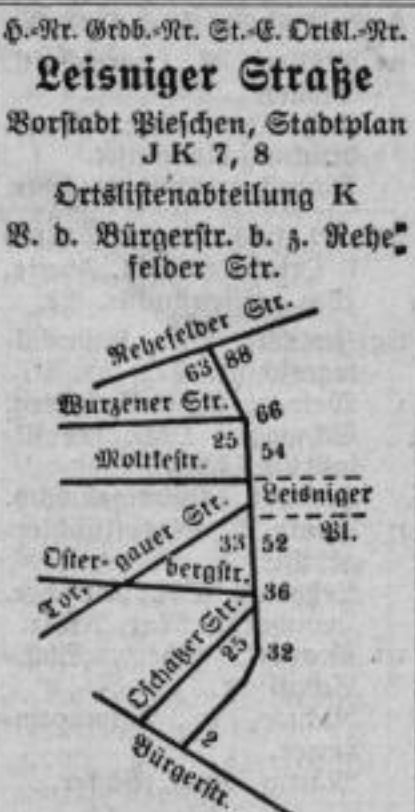 H.-Nr. Grdb.-Nr. St.-E. Ortsl.-Nr.
Leisniger Straße
Vorstadt Pieschen, Stadtplan
J K 7, 8
Ortslistenabteilung K
V. d. Bürgerstr. b. z. Rehe-
felder Str.
Rehefelder Str.
63 88
Wurzener Str.
66
25
54
Moltkestr.
Leisniger
Pl.
Tor- gauer Str.
33 52
Oster- bergstr.
36
Oschatzer Str.
25
32
2
Bürgerstr.